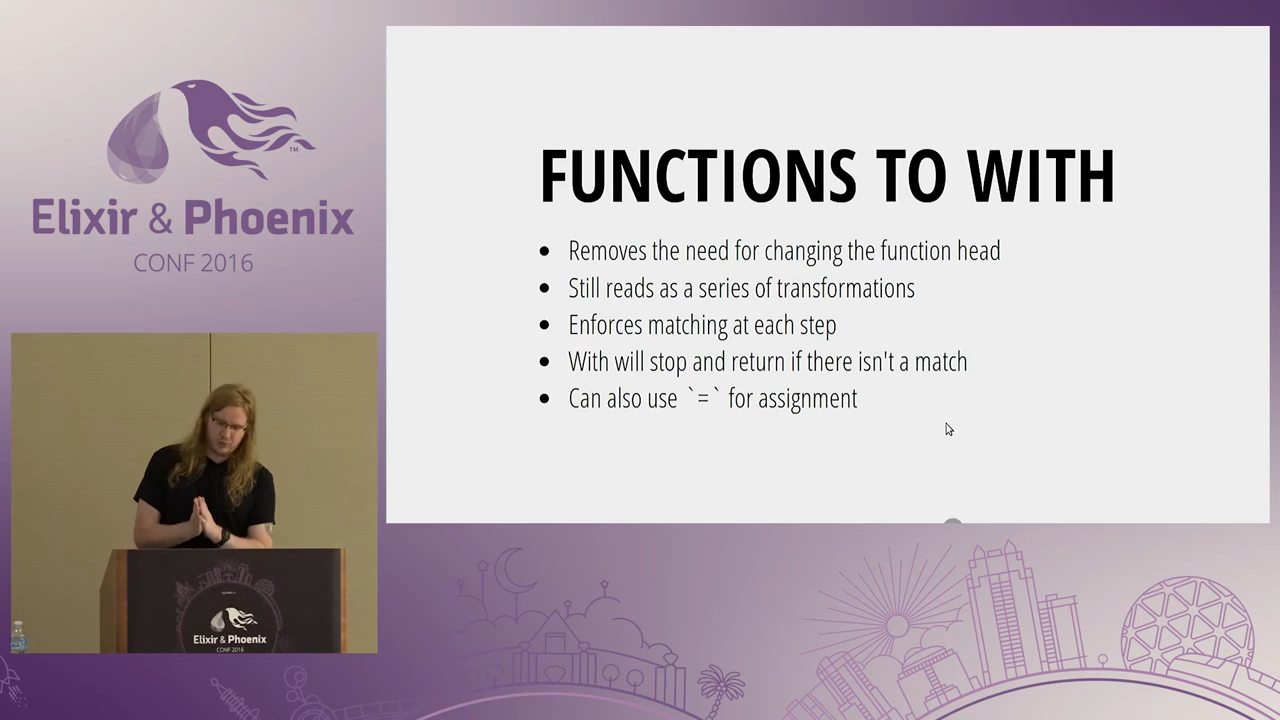 Elixir & Phoenix
TM
CONF 2016
FUNCTIONS TO WITH
• Removes the need for changing the function head
• Still reads as a series of transformations
• Enforces matching at each step
• With will stop and return if there isn't a match
• Can also use `=` for assignment
Elixir & Phoenix
CONF 2016